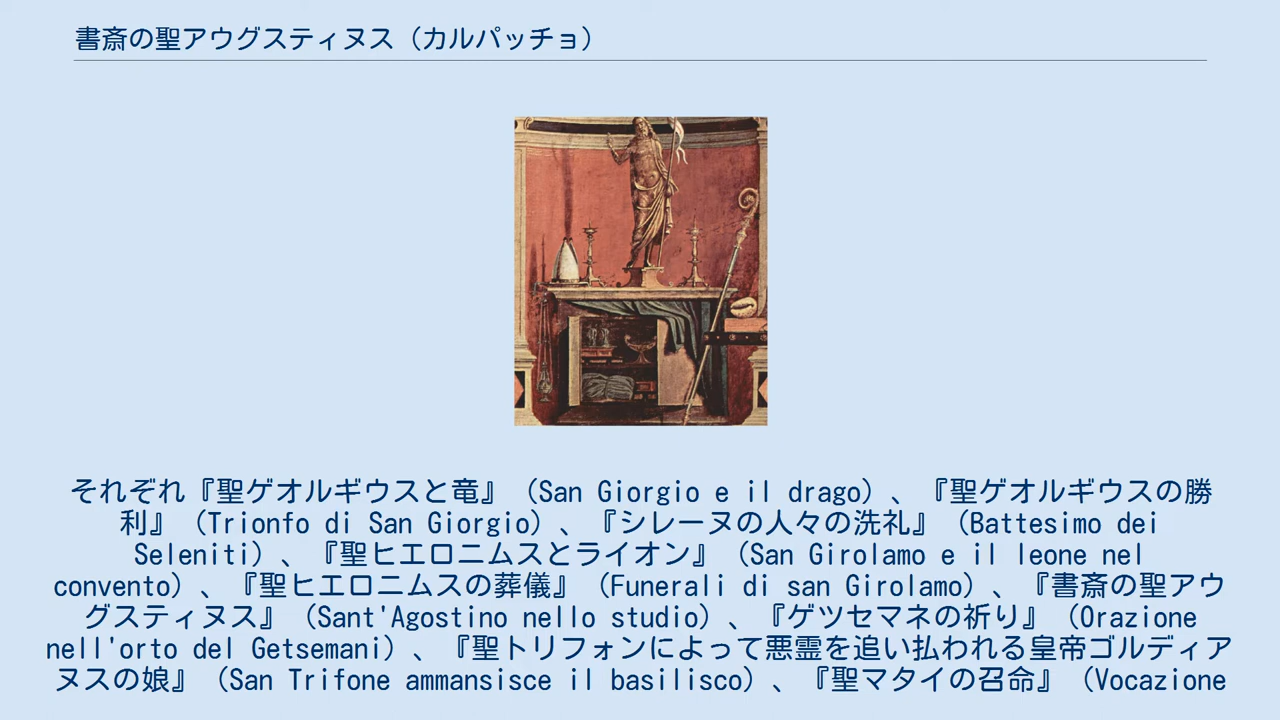 書斎の聖アウグスティヌス（カルパッチョ）
それぞれ『聖ゲオルギウスと竜』（San Giorgio e il drago）、『聖ゲオルギウスの勝
利』（Trionfo di San Giorgio）、『シレーヌの人々の洗礼』（Battesimo dei
Seleniti）、『聖ヒエロニムスとライオン』（San Girolamo e il leone nel
convento）、『聖ヒエロニムスの葬儀』（Funerali di san Girolamo）、『書斎の聖アウ
グスティヌス』（Sant'Agostino nello studio）、『ゲツセマネの祈り』（Orazione
nell'orto del Getsemani）、『聖トリフォンによって悪霊を追い払われる皇帝ゴルディア
ヌスの娘』（San Trifone ammansisce il basilisco）、『聖マタイの召命』（Vocazione